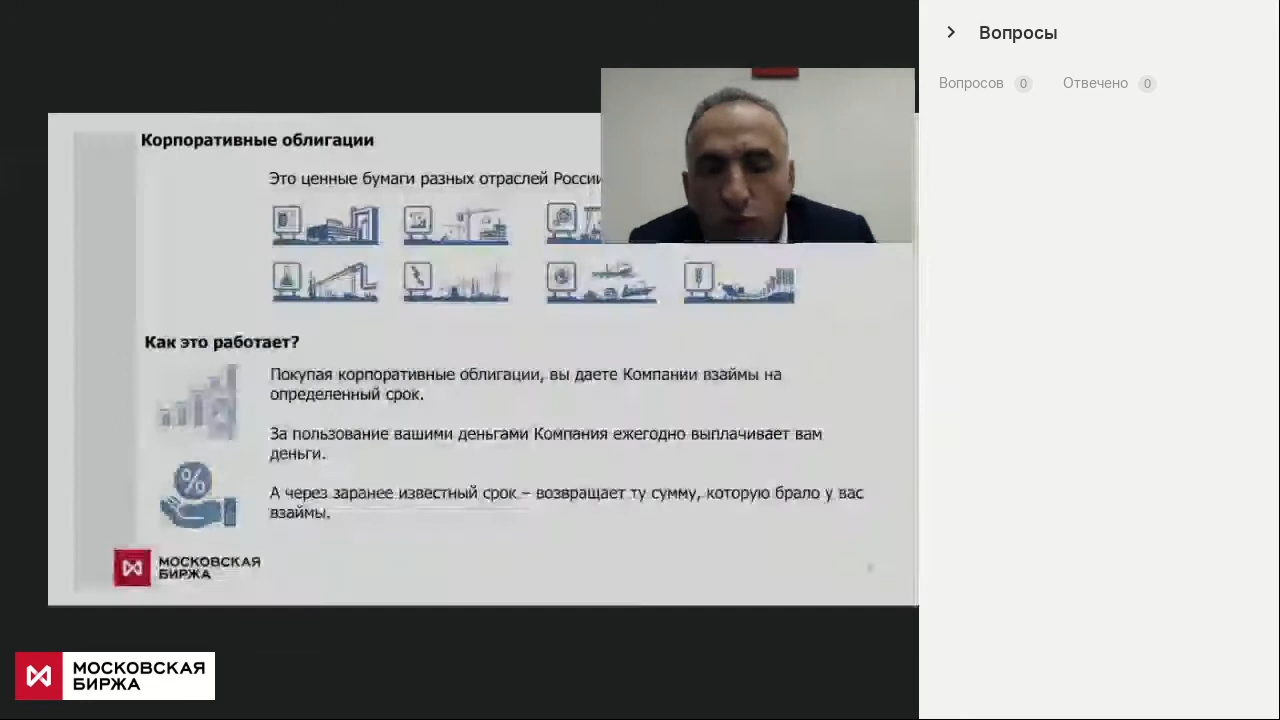 Корпоративные облигации
Это ценные бумаги разных отраслей России
Как это работает?
Покупая корпоративные облигации, вы даете Компании взаймы на
определенный срок.
За пользование вашими деньгами Компания ежегодно выплачивает вам
деньги.
А через заранее известный срок – возвращает ту сумму, которую брало у вас
взаймы.
МОСКОВСКАЯ
БИРЖА
МОСКОВСКАЯ
БИРЖА
Вопросы
Вопросов 0 Отвечено 0